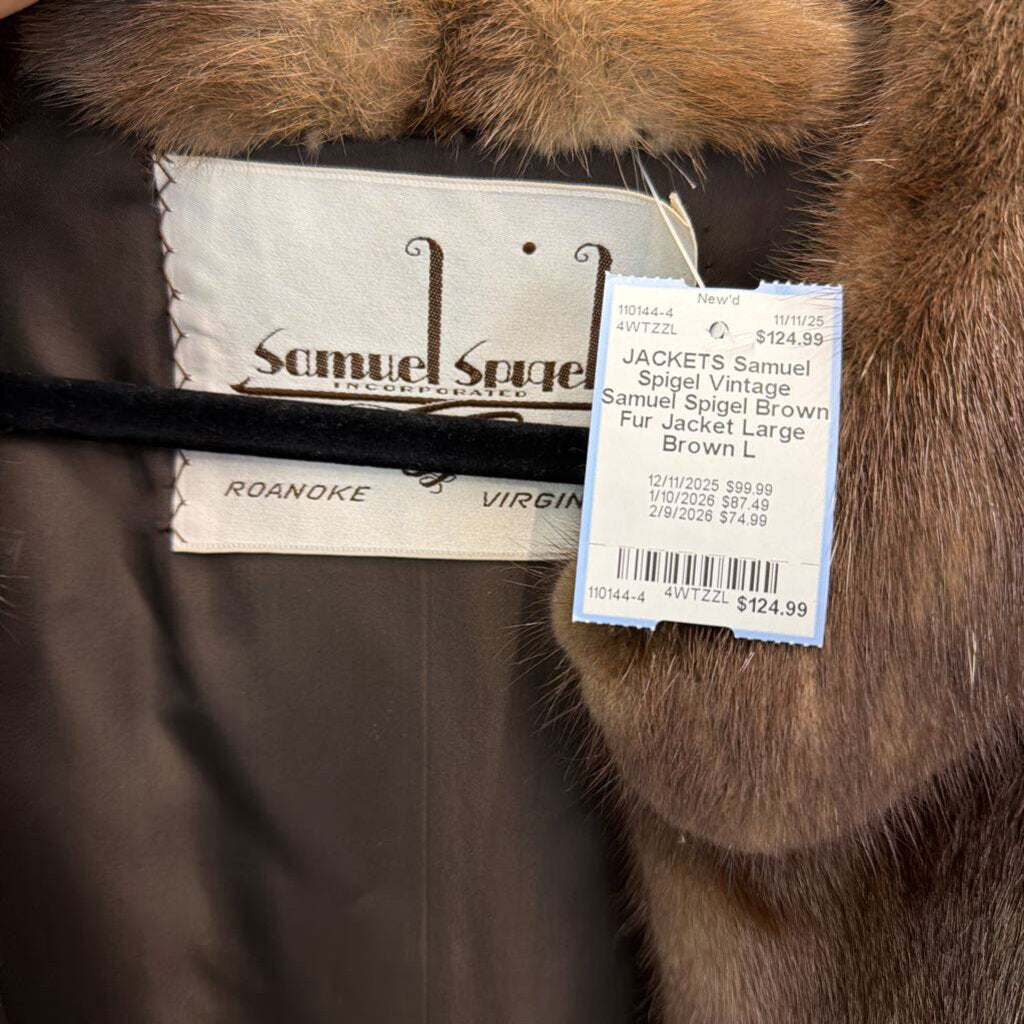 Samuel Spigel
INCORPORATED
ROANOKE
New'd
110144-4
11/11/25
4WTZZL
$124.99
JACKETS Samuel
Spigel Vintage
Samuel Spigel Brown
Fur Jacket Large
Brown L
12/11/2025 $99.99
1/10/2026 $87.49
2/9/2026 $74.99
110144-4 4WTZZL $124.99